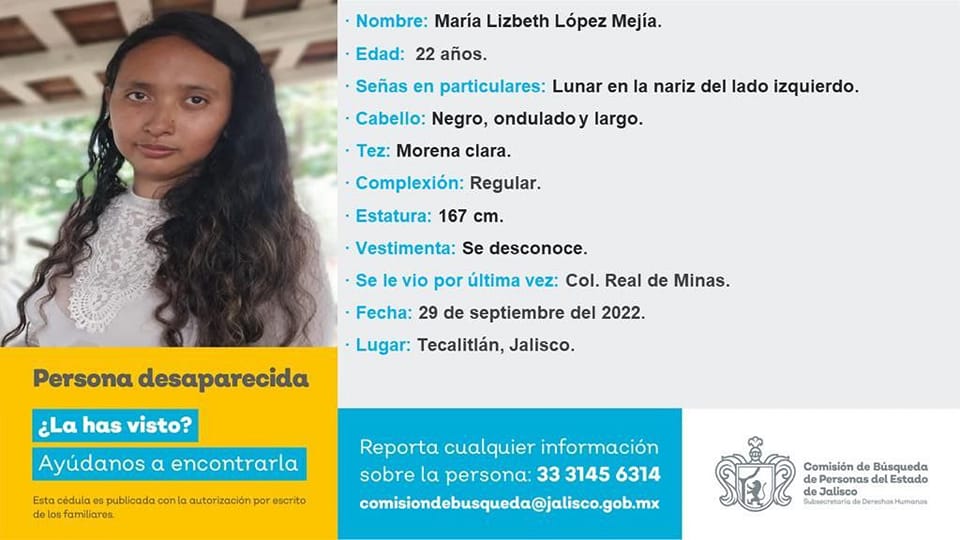 · Nombre: María Lizbeth López Mejía.
· Edad: 22 años.
· Señas en particulares: Lunar en la nariz del lado izquierdo.
· Cabello: Negro, ondulado y largo.
· Tez: Morena clara.
· Complexión: Regular.
· Estatura: 167 cm.
· Vestimenta: Se desconoce.
· Se le vio por última vez: Col. Real de Minas.
· Fecha: 29 de septiembre del 2022.
· Lugar: Tecalitlán, Jalisco.
Persona desaparecida
¿La has visto?
Ayúdanos a encontrarla
Esta cédula es publicada con la autorización por escrito
de los familiares.
Reporta cualquier información
sobre la persona: 33 3145 6314
comisiondebusqueda@jalisco.gob.mx
Comisión de Búsqueda
de Personas del Estado
de Jalisco
Subsecretaría de Derechos Humanos